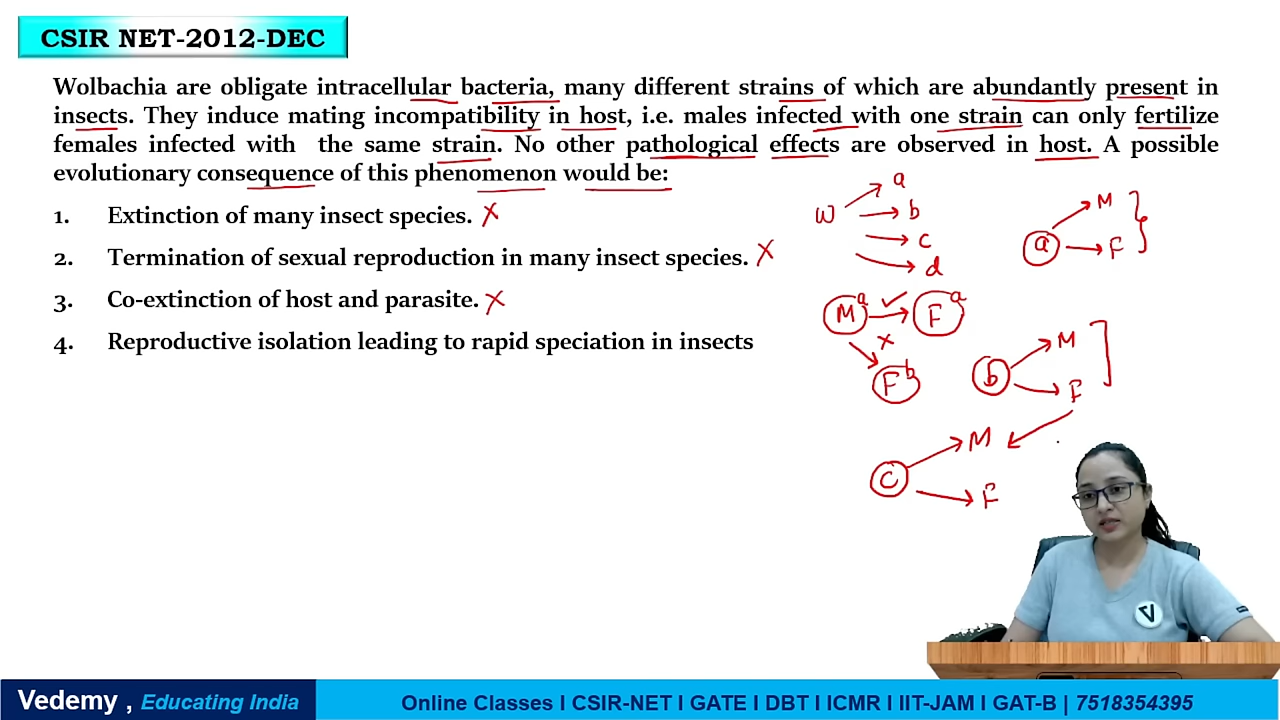 CSIR NET-2012-DEC
Wolbachia are obligate intracellular bacteria, many different strains of which are abundantly present in
insects. They induce mating incompatibility in host, i.e. males infected with one strain can only fertilize
females infected with the same strain. No other pathological effects are observed in host. A possible
evolutionary consequence of this phenomenon would be:
1. Extinction of many insect species. X
2. Termination of sexual reproduction in many insect species. X
3. Co-extinction of host and parasite. X
4. Reproductive isolation leading to rapid speciation in insects
W a
b
c
d
a M
F
M a F a
X
F b
b M
F
c M
F
V
Vedemy , Educating India
Online Classes I CSIR-NET I GATE I DBT I ICMR I IIT-JAM I GAT-B | 7518354395